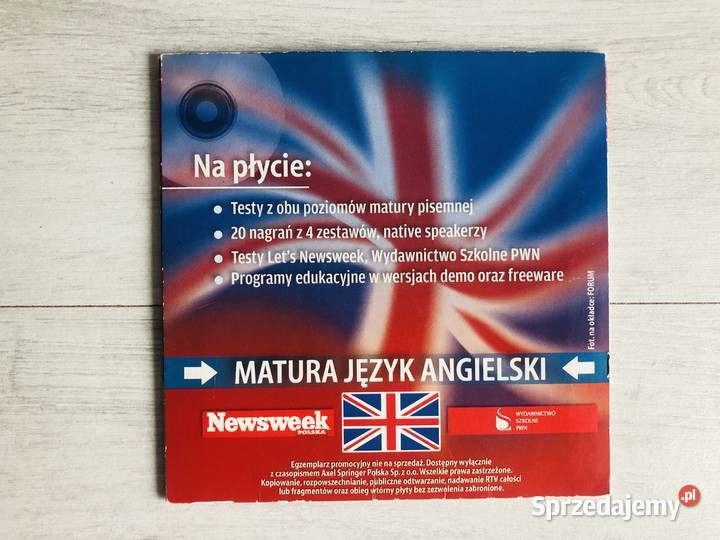 Na płycie:
Testy z obu poziomów matury pisemnej
20 nagrań z 4 zestawów, native speakerzy
Testy Let's Newsweek, Wydawnictwo Szkolne PWN
Programy edukacyjne w wersjach demo oraz freeware
Fot. na okładce: FORUM
MATURA JĘZYK ANGIELSKI
Newsweek
POLSKA
WYDAWNICTWO
SZKOLNE
PWN
Egzemplarz promocyjny nie na sprzedaż. Dostępny wyłącznie
z czasopismem Axel Springer Polska Sp. z o.o. Wszelkie prawa zastrzeżone.
Kopiowanie, rozpowszechnianie, publiczne odtwarzanie, nadawanie RTV całości
lub fragmentów oraz obieg wtórny płyty bez zezwolenia zabronione.
Sprzedajemy.pl